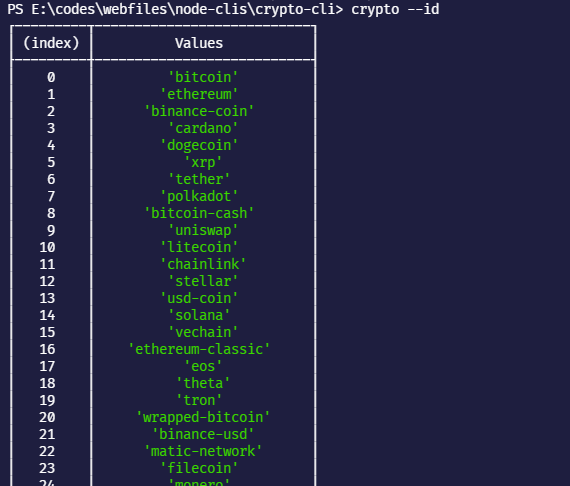 PS E:\codes\webfiles\node-clis\crypto-cli> crypto --id
(index) Values
0 'bitcoin'
1 'ethereum'
2 'binance-coin'
3 'cardano'
4 'dogecoin'
5 'xrp'
6 'tether'
7 'polkadot'
8 'bitcoin-cash'
9 'uniswap'
10 'litecoin'
11 'chainlink'
12 'stellar'
13 'usd-coin'
14 'solana'
15 'vechain'
16 'ethereum-classic'
17 'eos'
18 'theta'
19 'tron'
20 'wrapped-bitcoin'
21 'binance-usd'
22 'matic-network'
23 'filecoin'
24 'monero'